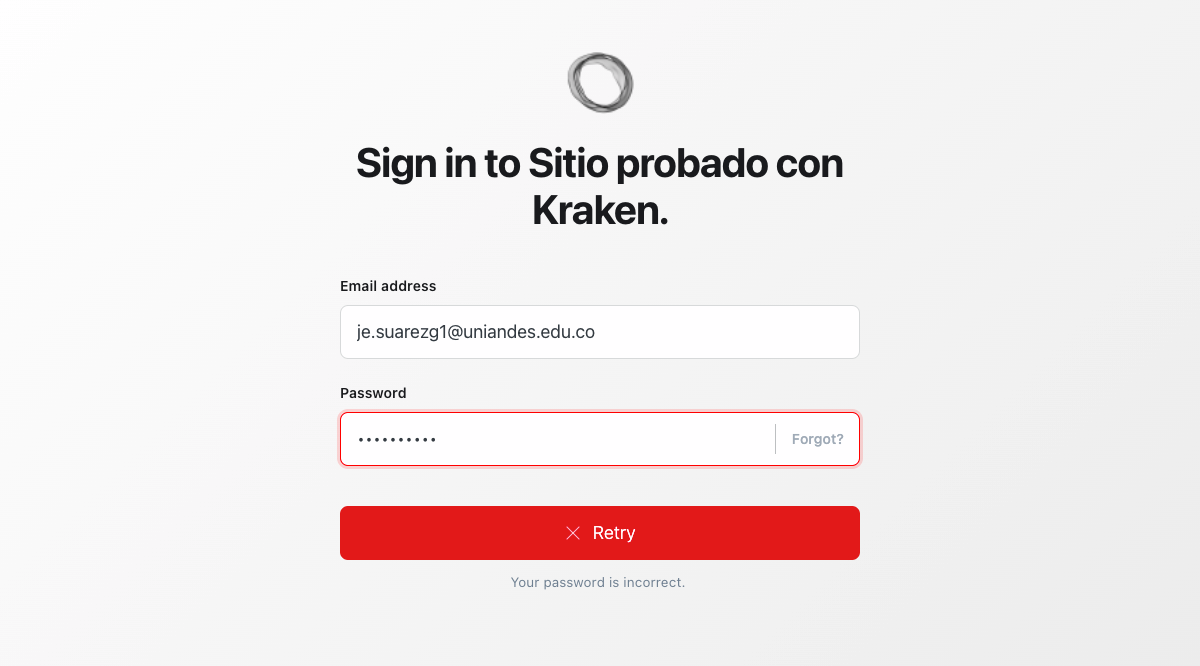 Sign in to Sitio probado con
Kraken.
Email address
je.suarezg1@uniandes.edu.co
Password
••••••••••
Forgot?
Retry
Your password is incorrect.